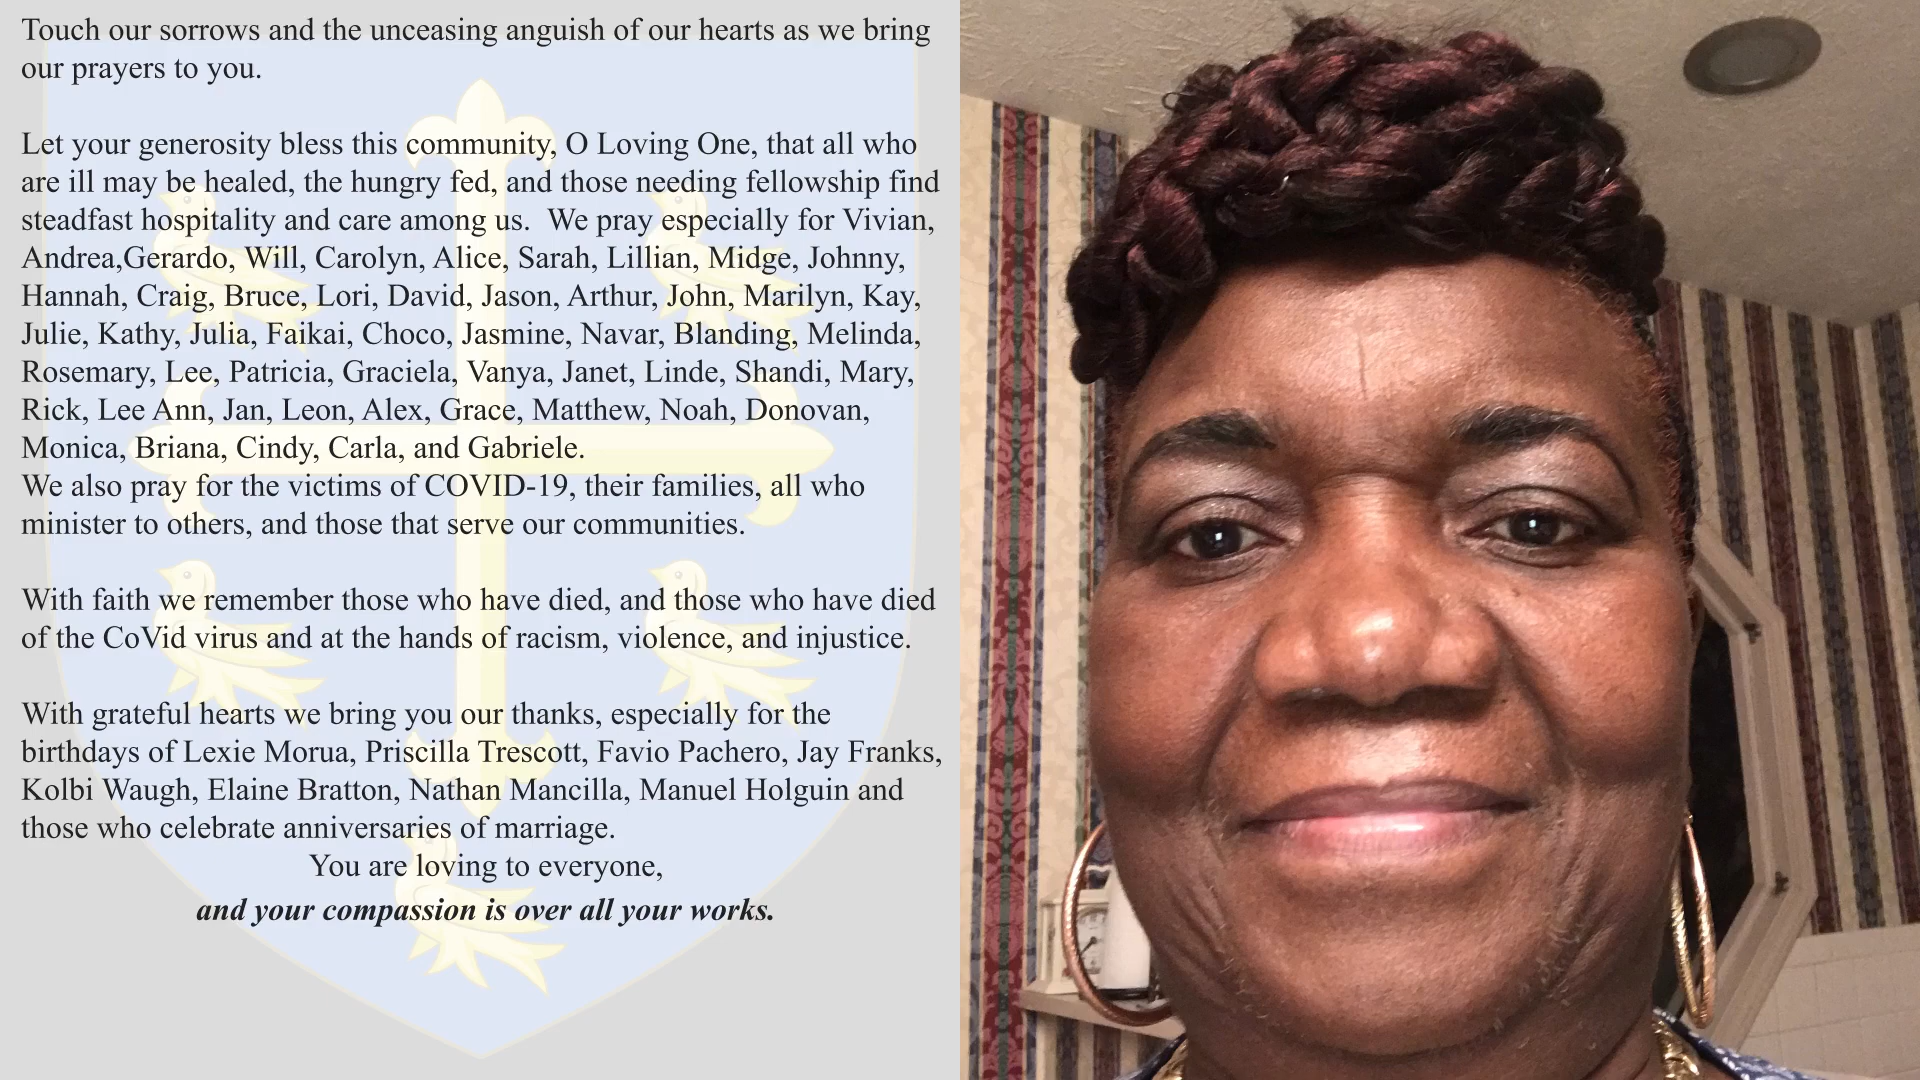 Touch our sorrows and the unceasing anguish of our hearts as we bring
our prayers to you.
Let your generosity bless this community, O Loving One, that all who
are ill may be healed, the hungry fed, and those needing fellowship find
steadfast hospitality and care among us.  We pray especially for Vivian,
Andrea,Gerardo, Will, Carolyn, Alice, Sarah, Lillian, Midge, Johnny,
Hannah, Craig, Bruce, Lori, David, Jason, Arthur, John, Marilyn, Kay,
Julie, Kathy, Julia, Faikai, Choco, Jasmine, Navar, Blanding, Melinda,
Rosemary, Lee, Patricia, Graciela, Vanya, Janet, Linde, Shandi, Mary,
Rick, Lee Ann, Jan, Leon, Alex, Grace, Matthew, Noah, Donovan,
Monica, Briana, Cindy, Carla, and Gabriele.
We also pray for the victims of COVID-19, their families, all who
minister to others, and those that serve our communities.
With faith we remember those who have died, and those who have died
of the CoVid virus and at the hands of racism, violence, and injustice.
With grateful hearts we bring you our thanks, especially for the
birthdays of Lexie Morua, Priscilla Trescott, Favio Pachero, Jay Franks,
Kolbi Waugh, Elaine Bratton, Nathan Mancilla, Manuel Holguin and
those who celebrate anniversaries of marriage.
You are loving to everyone,
and your compassion is over all your works.